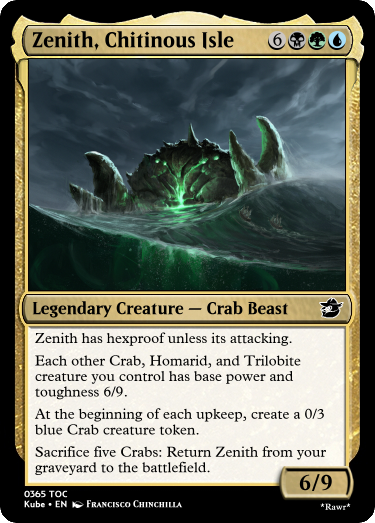 Zenith, Chitinous Isle 6
Legendary Creature — Crab Beast
Zenith has hexproof unless its attacking.
Each other Crab, Homarid, and Trilobite
creature you control has base power and
toughness 6/9.
At the beginning of each upkeep, create a 0/3
blue Crab creature token.
Sacrifice five Crabs: Return Zenith from your
graveyard to the battlefield.
6/9
0365 TOC
Kube • EN Francisco Chinchilla
*Rawr*